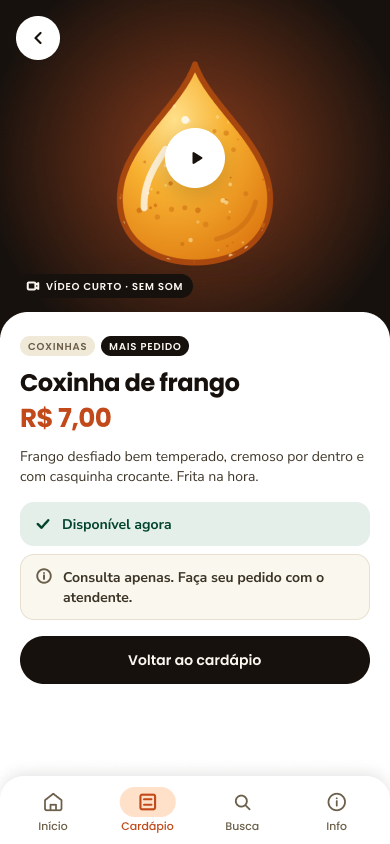 VÍDEO CURTO · SEM SOM
COXINHAS
MAIS PEDIDO
Coxinha de frango
R$ 7,00
Frango desfiado bem temperado, cremoso por dentro e
com casquinha crocante. Frita na hora.
Disponível agora
Consulta apenas. Faça seu pedido com o
atendente.
Voltar ao cardápio
Início
Cardápio
Busca
Info